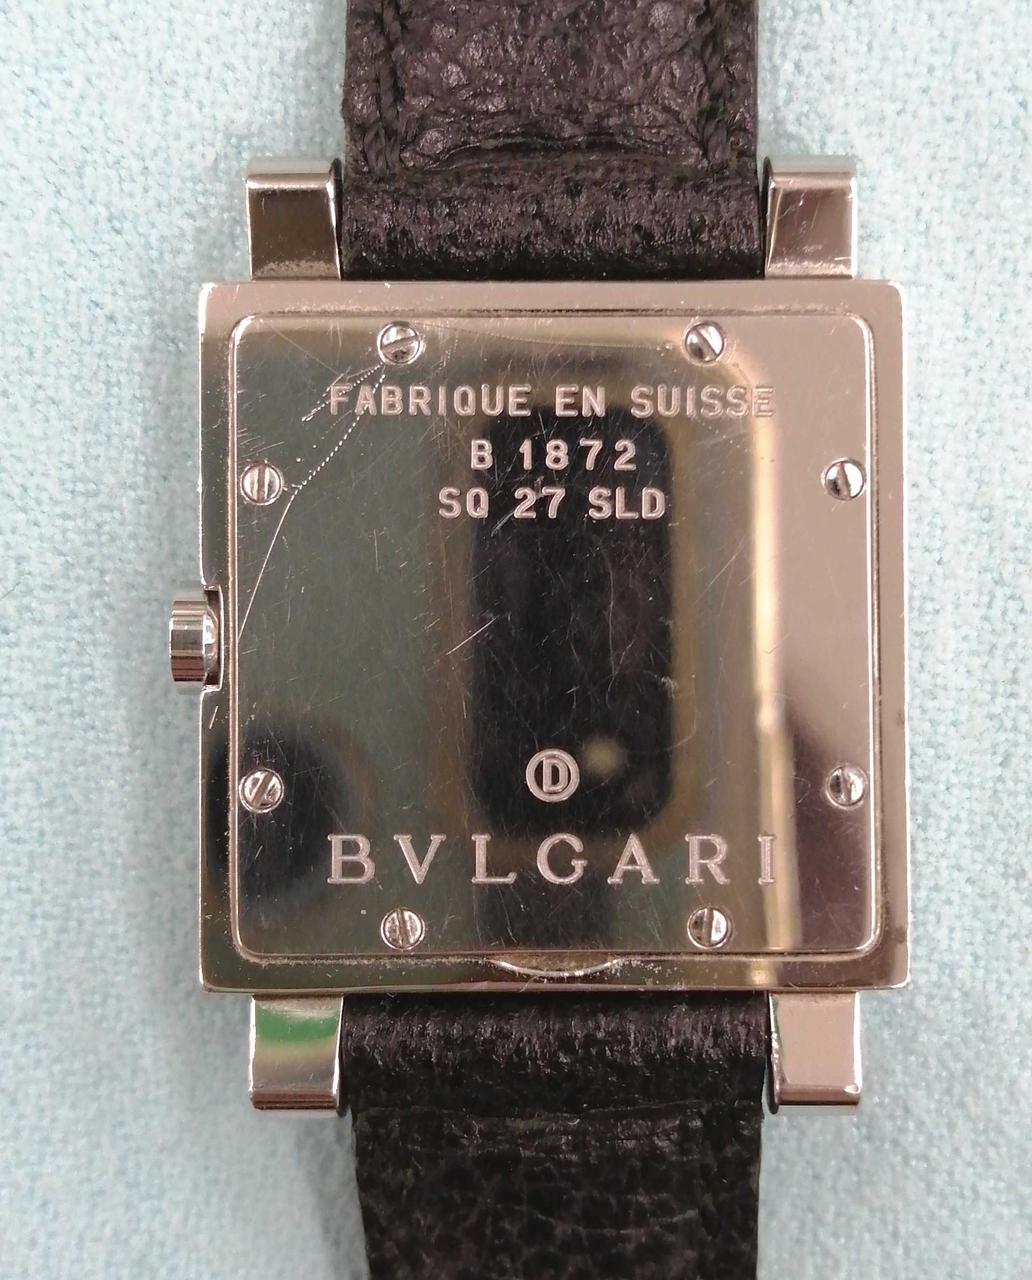 FABRIQUE EN SUISSE
B 1872
SQ 27 SLD
D
BVLGARI